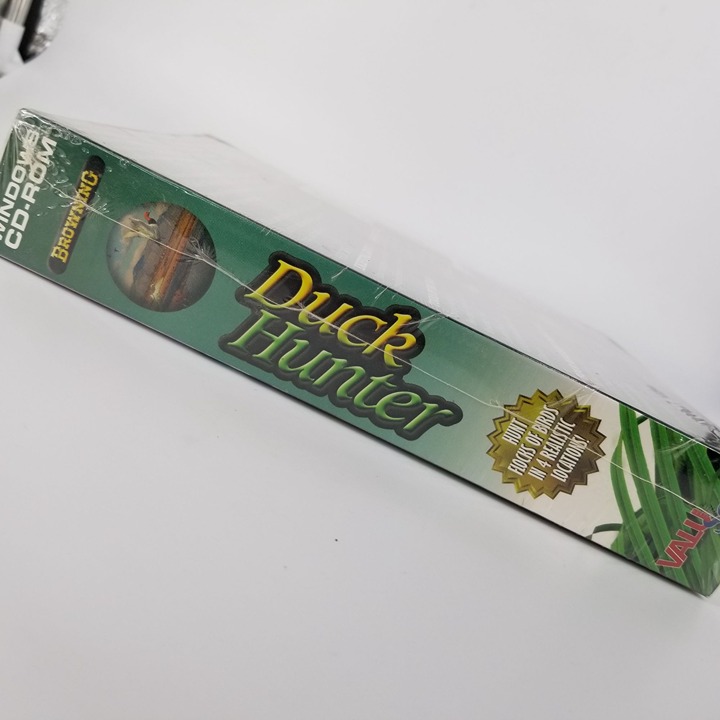 WINDOWS
CD-ROM
BROWNING
Duck
Hunter
HUNT
FLOCKS OF BIRDS
IN 4 REALISTIC
LOCATIONS!